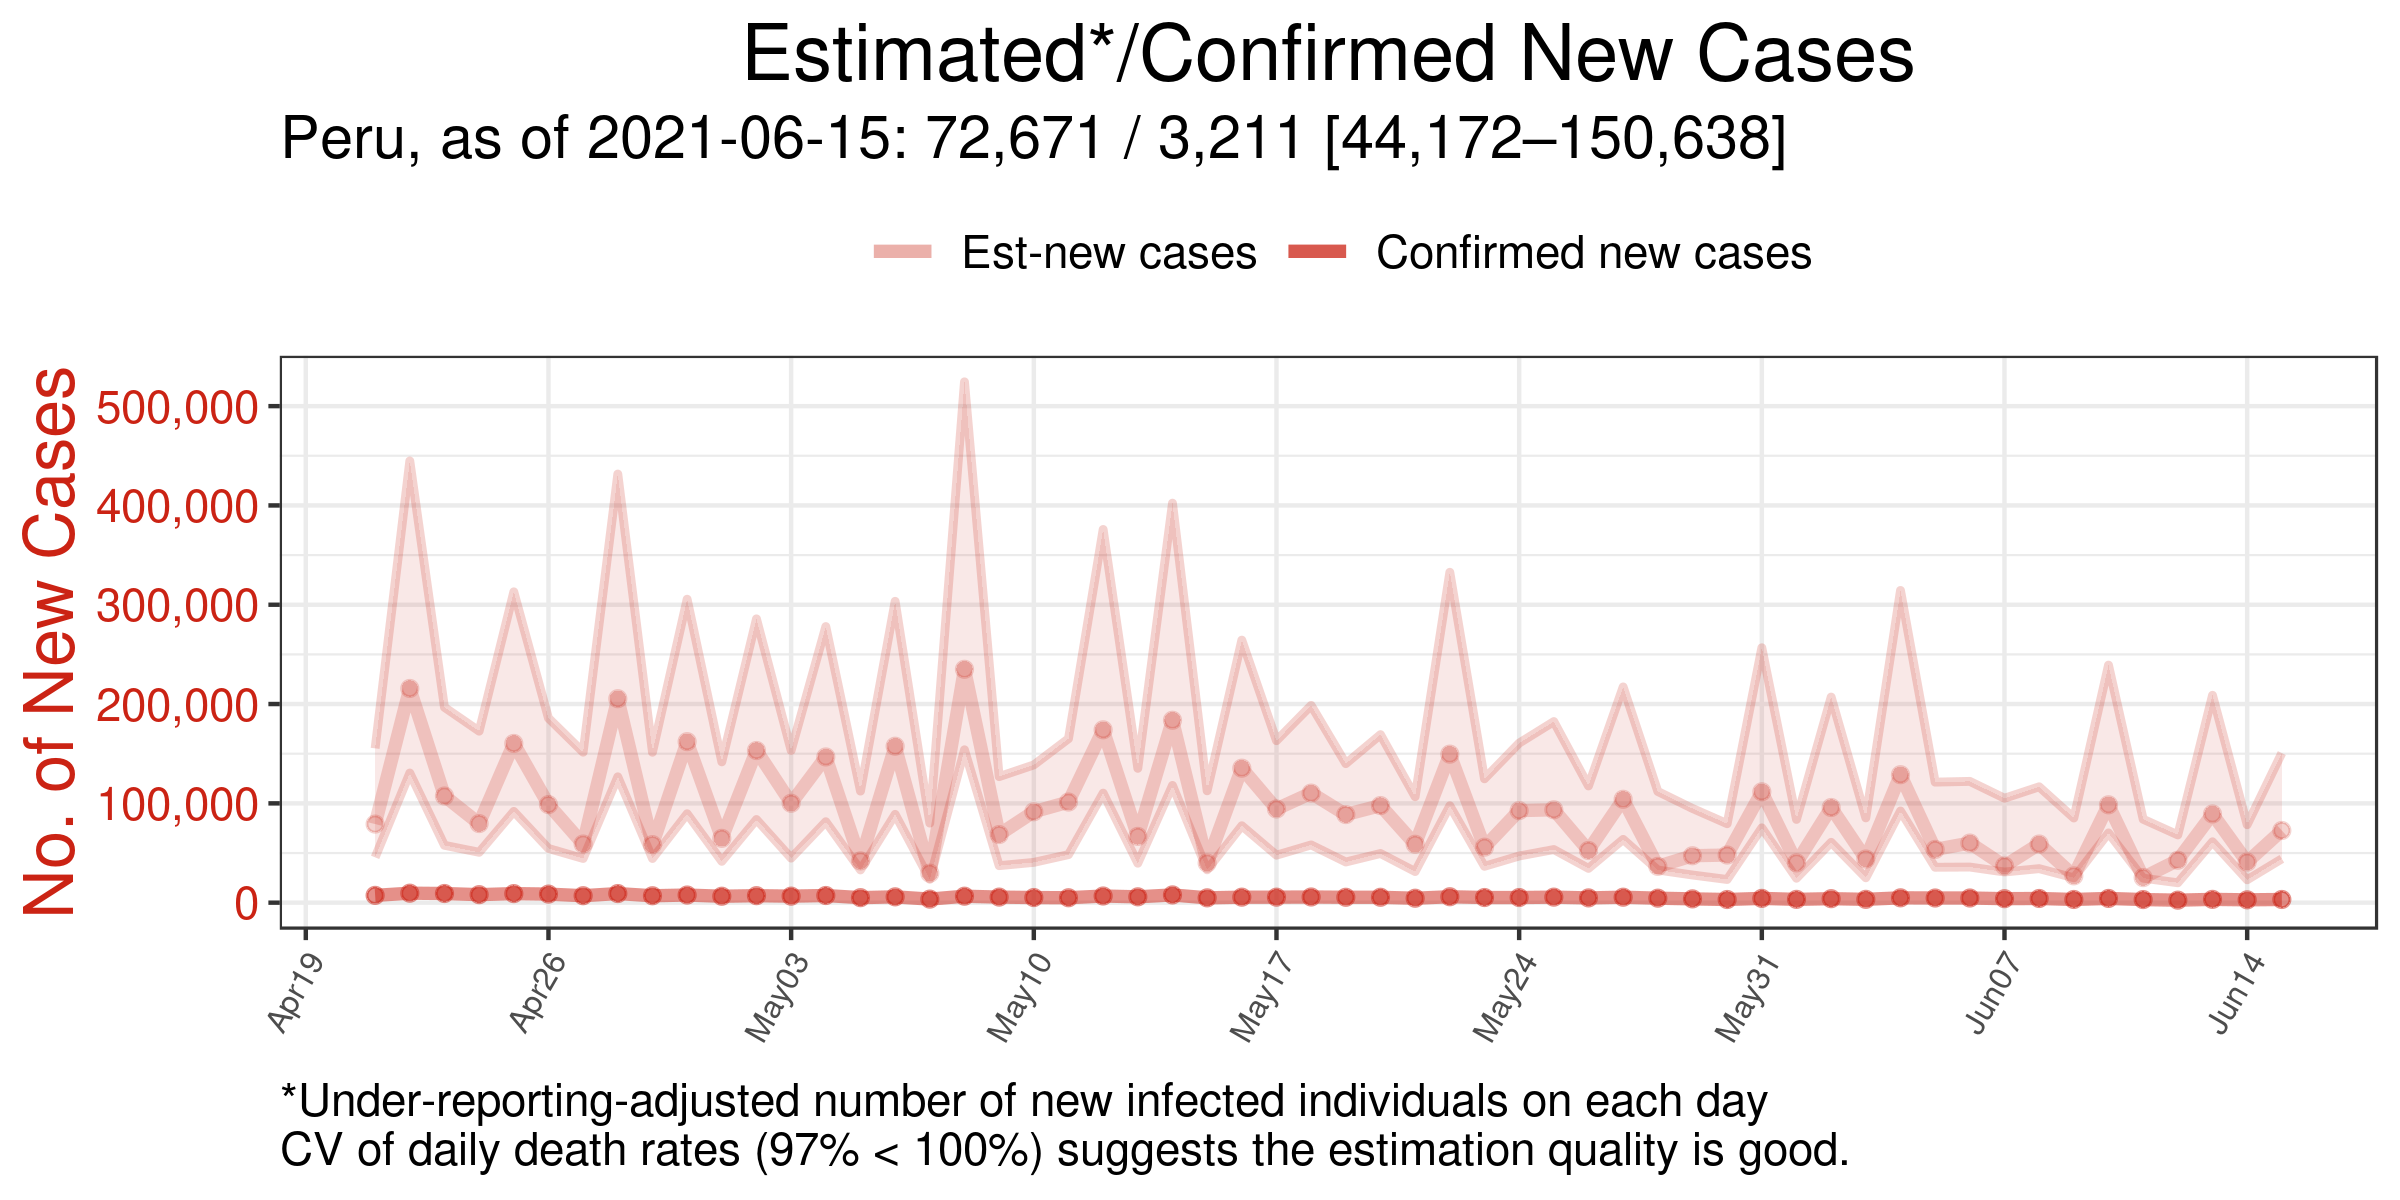 Estimated*/Confirmed New Cases
Peru, as of 2021-06-15: 72,671 / 3,211 [44,172–150,638]
Est-new cases
Confirmed new cases
No. of New Cases
500,000
400,000
300,000
200,000
100,000
0
Apr19
Apr26
May03
May10
May17
May24
May31
Jun07
Jun14
*Under-reporting-adjusted number of new infected individuals on each day
CV of daily death rates (97% < 100%) suggests the estimation quality is good.